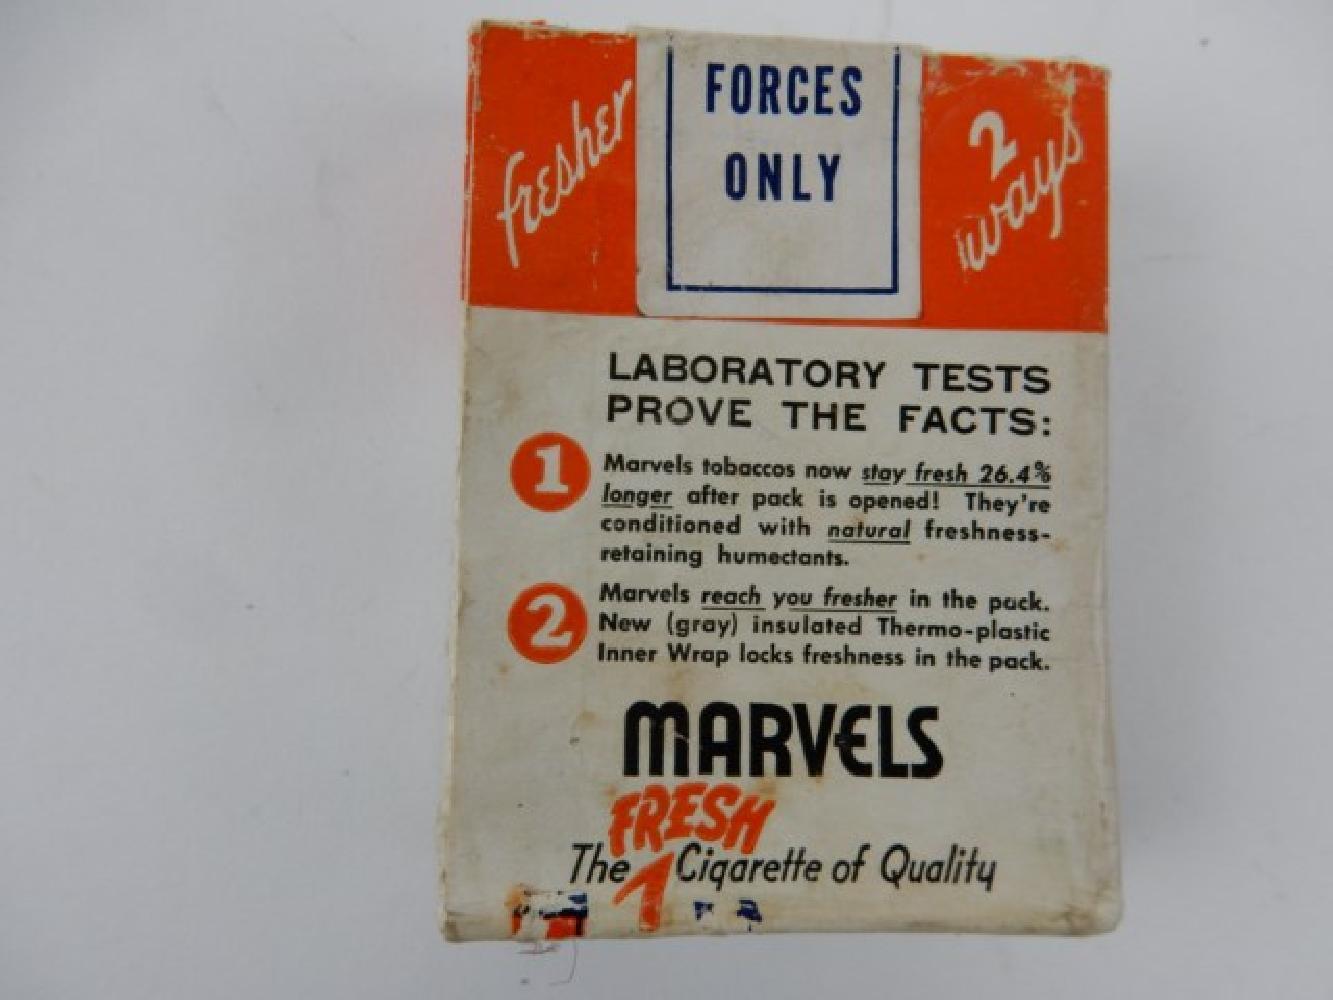 fresher
FORCES
ONLY
2
ways
LABORATORY TESTS
PROVE THE FACTS:
1
Marvels tobaccos now stay fresh 26.4%
longer after pack is opened! They're
conditioned with natural freshness-
retaining humectants.
2
Marvels reach you fresher in the pack.
New (gray) insulated Thermo-plastic
Inner Wrap locks freshness in the pack.
MARVELS
FRESH
The Cigarette of Quality